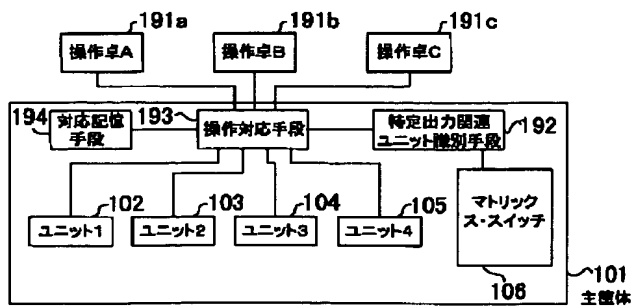 191a
191b
191c
操作卓A
操作卓B
操作卓C
194
対応記憶
手段
193
操作対応手段
特定出力関連
ユニット識別手段
192
102
103
104
105
ユニット1
ユニット2
ユニット3
ユニット4
マトリック
ス・スイッチ
106
101
主筐体